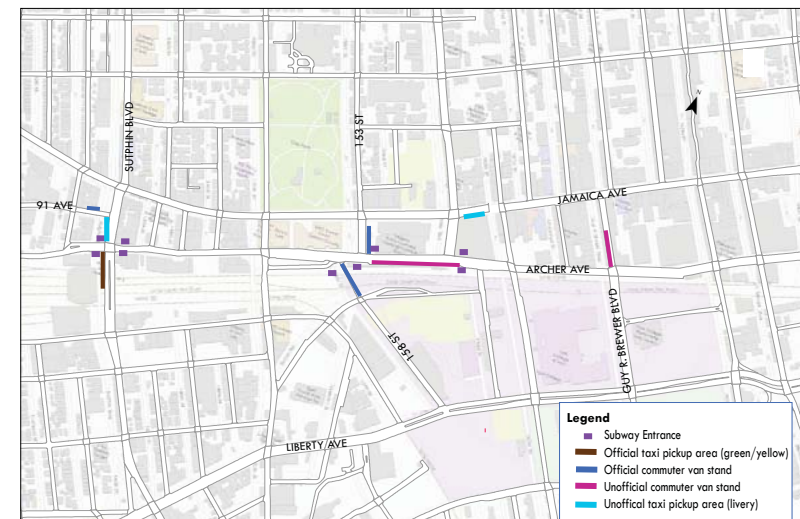 SUTPHIN BLVD
153 ST
N
91 AVE
JAMAICA AVE
ARCHER AVE
158 ST
GUY R. BREWER BLVD
LIBERTY AVE
Legend
Subway Entrance
Official taxi pickup area (green/yellow)
Official commuter van stand
Unofficial commuter van stand
Unoffical taxi pickup area (livery)